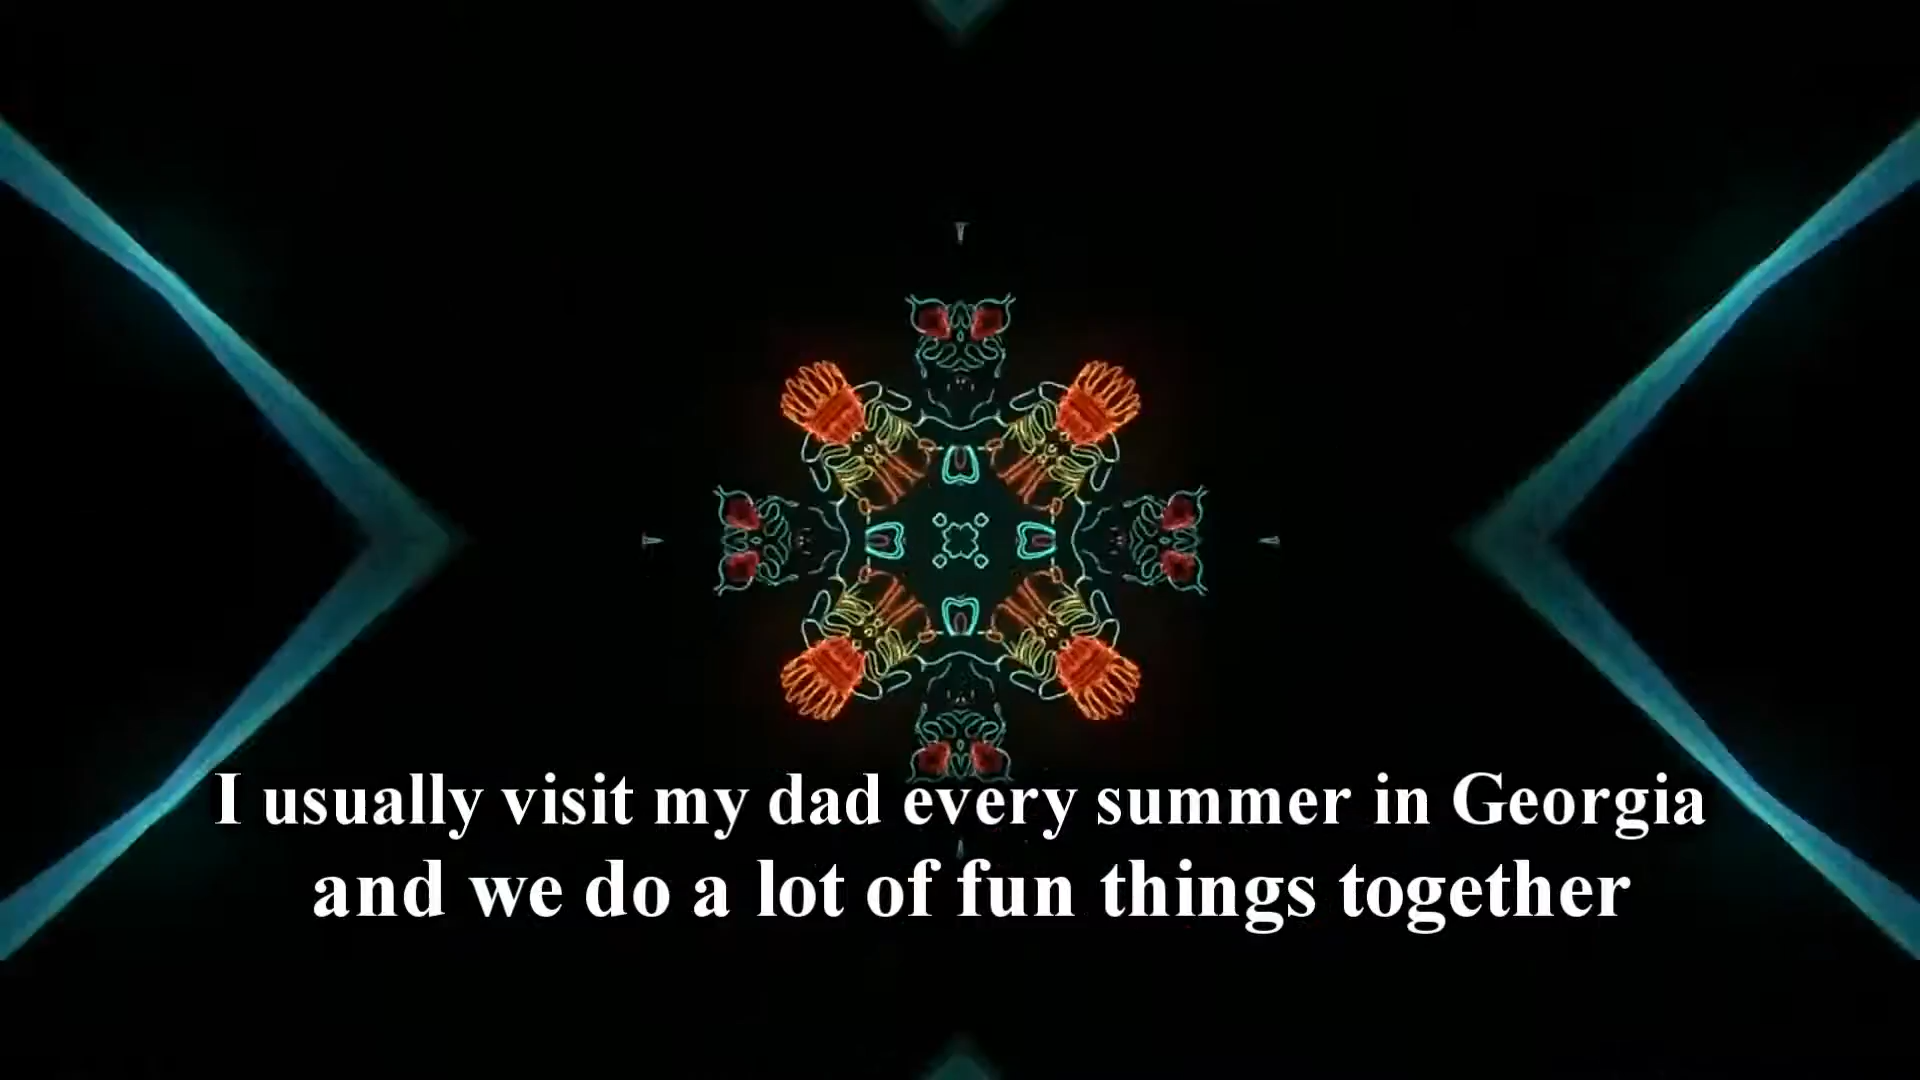 I usually visit my dad every summer in Georgia
and we do a lot of fun things together